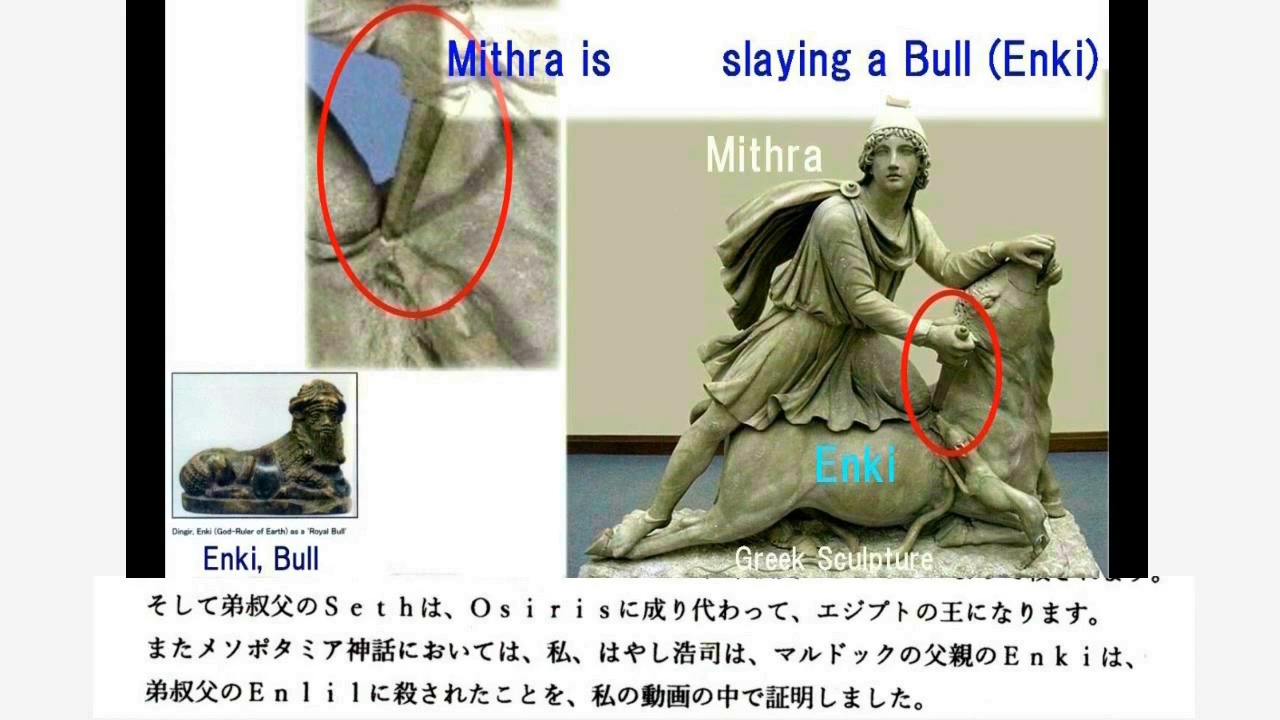 Mithra is slaying a Bull (Enki)
Mithra
Enki
Dingir, Enki (God-Ruler of Earth) as a 'Royal Bull'
Enki, Bull
Greek Sculpture
そして弟叔父のＳｅｔｈは、Ｏｓｉｒｉｓに成り代わって、エジプトの王になります。
またメソポタミア神話においては、私、はやし浩司は、マルドックの父親のＥｎｋｉは、
弟叔父のＥｎｌｉｌに殺されたことを、私の動画の中で証明しました。